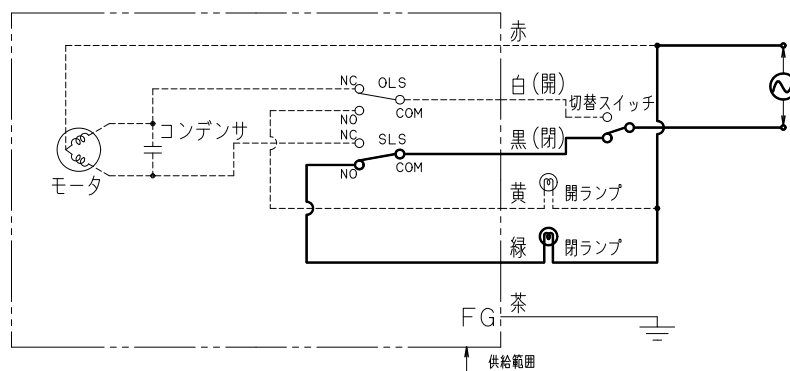 赤
NC OLS
白(開)
切替スイッチ
コンデンサ
NO COM
NC SLS
黒(閉)
NO COM
モータ
黄 開ランプ
緑 閉ランプ
茶
FG
供給範囲